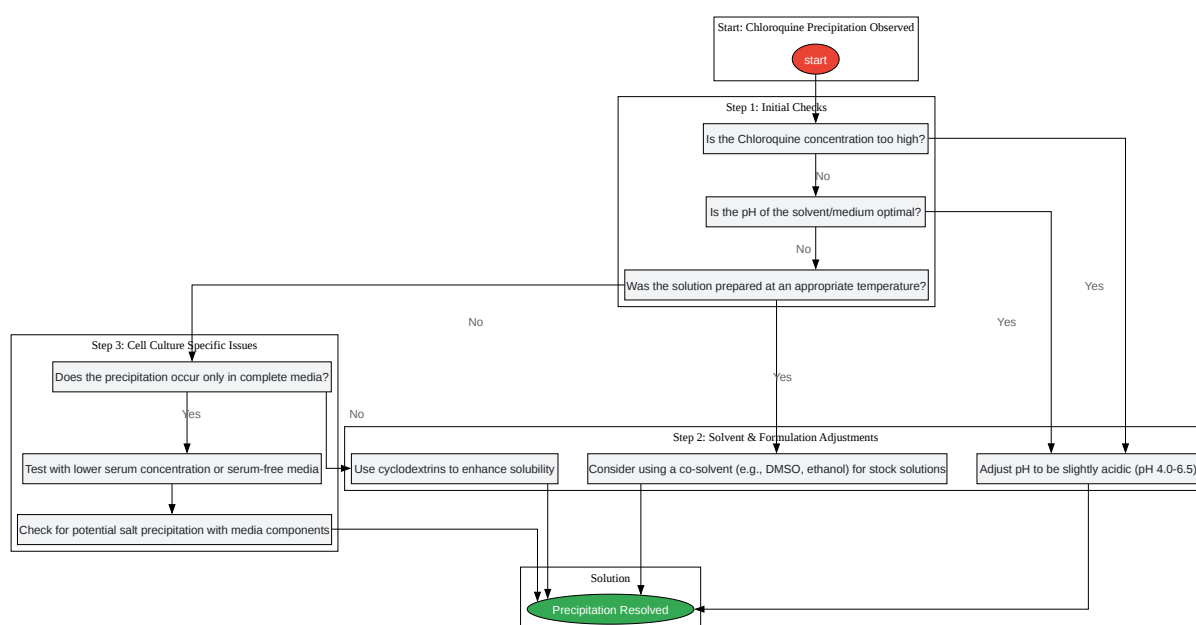 Start: Chloroquine Precipitation Observed
start
Step 1: Initial Checks
Is the Chloroquine concentration too high?
No
Is the pH of the solvent/medium optimal?
No
Was the solution prepared at an appropriate temperature?
Yes
No
Yes
Step 3: Cell Culture Specific Issues
Does the precipitation occur only in complete media?
Yes
Yes
No
Step 2: Solvent & Formulation Adjustments
Test with lower serum concentration or serum-free media
Use cyclodextrins to enhance solubility
Consider using a co-solvent (e.g., DMSO, ethanol) for stock solutions
Adjust pH to be slightly acidic (pH 4.0-6.5)
Check for potential salt precipitation with media components
Solution
Precipitation Resolved